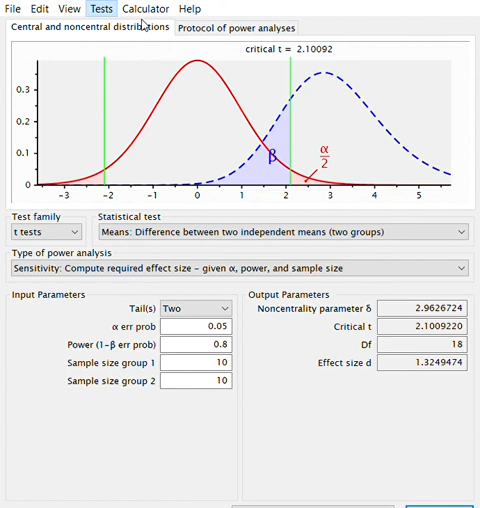 File Edit View Tests Calculator Help
Central and noncentral distributions Protocol of power analyses
critical t = 2.10092
0.3
0.2
0.1
0
β
α
2
-3 -2 -1 0 1 2 3 4 5
Test family Statistical test
t tests Means: Difference between two independent means (two groups)
Type of power analysis
Sensitivity: Compute required effect size - given α, power, and sample size
Input Parameters Output Parameters
Tail(s) Two Noncentrality parameter δ 2.9626724
α err prob 0.05 Critical t 2.1009220
Power (1-β err prob) 0.8 Df 18
Sample size group 1 10 Effect size d 1.3249474
Sample size group 2 10